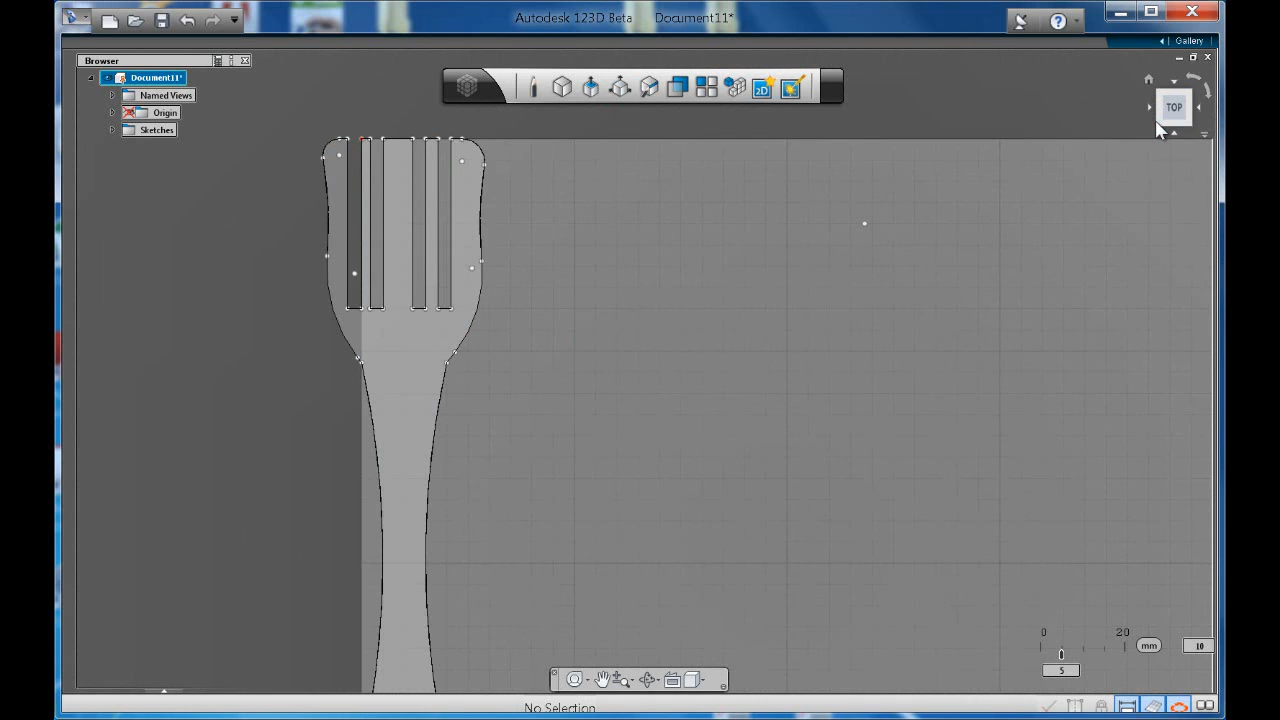 Autodesk 123D Beta Document11*
Gallery
Browser
Document11*
Named Views
Origin
Sketches
2D
TOP
0 20
mm
10
5
No Selection